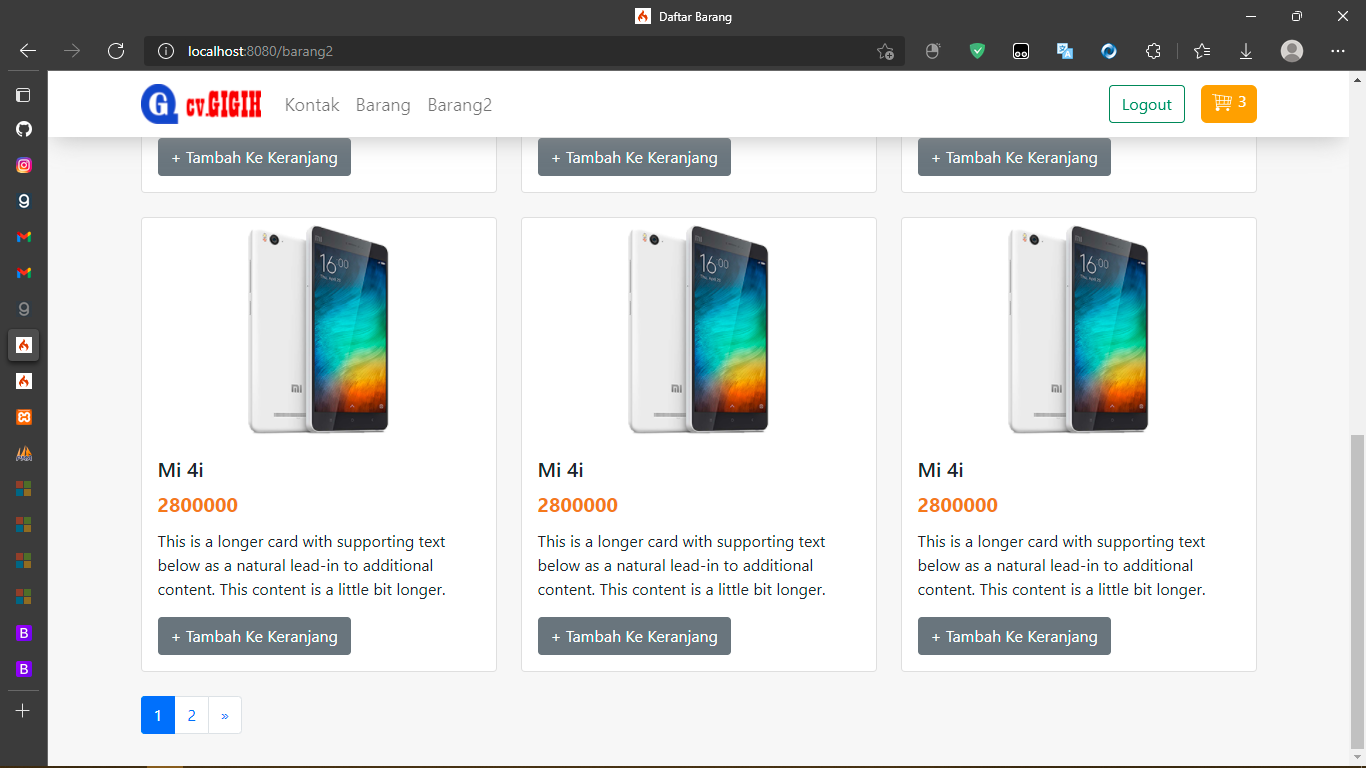 Daftar Barang
localhost:8080/barang2
G cv.GIGIH Kontak Barang Barang2 Logout 3
+ Tambah Ke Keranjang + Tambah Ke Keranjang + Tambah Ke Keranjang
16:00 16:00 16:00
mi mi mi
Mi 4i Mi 4i Mi 4i
2800000 2800000 2800000
This is a longer card with supporting text
below as a natural lead-in to additional
content. This content is a little bit longer.
This is a longer card with supporting text
below as a natural lead-in to additional
content. This content is a little bit longer.
This is a longer card with supporting text
below as a natural lead-in to additional
content. This content is a little bit longer.
+ Tambah Ke Keranjang + Tambah Ke Keranjang + Tambah Ke Keranjang
1 2 »